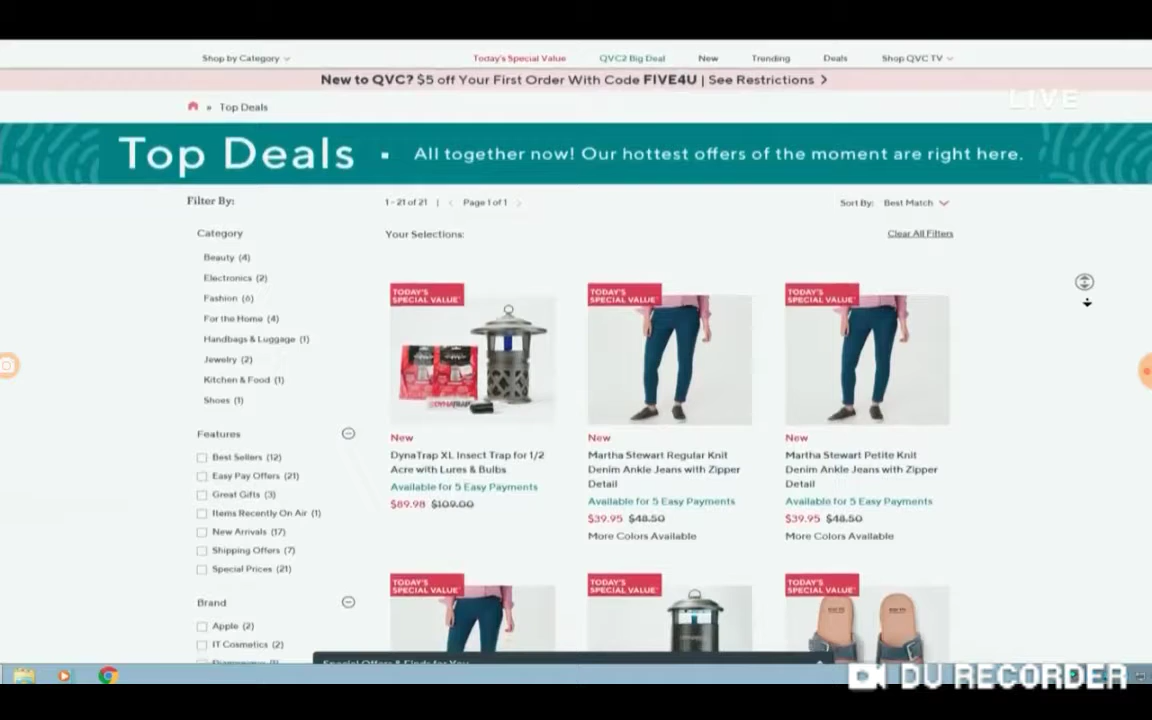 Shop by Category
Today's Special Value
QVC2 Big Deal
New
Trending
Deals
Shop QVC TV
New to QVC? $5 off Your First Order With Code FIVE4U | See Restrictions >
» Top Deals
LIVE
Top Deals ▪ All together now! Our hottest offers of the moment are right here.
Filter By:
1 - 21 of 21 | < Page 1 of 1 >
Sort By: Best Match
Category
Your Selections:
Clear All Filters
Beauty (4)
Electronics (2)
Fashion (6)
For the Home (4)
Handbags & Luggage (1)
Jewelry (2)
Kitchen & Food (1)
Shoes (1)
Features
Best Sellers (12)
Easy Pay Offers (21)
Great Gifts (3)
Items Recently On Air (1)
New Arrivals (17)
Shipping Offers (7)
Special Prices (21)
Brand
Apple (2)
IT Cosmetics (2)
TODAY'S
SPECIAL VALUE
New
DynaTrap XL Insect Trap for 1/2
Acre with Lures & Bulbs
Available for 5 Easy Payments
$89.98 $109.00
TODAY'S
SPECIAL VALUE
New
Martha Stewart Regular Knit
Denim Ankle Jeans with Zipper
Detail
Available for 5 Easy Payments
$39.95 $48.50
More Colors Available
TODAY'S
SPECIAL VALUE
New
Martha Stewart Petite Knit
Denim Ankle Jeans with Zipper
Detail
Available for 5 Easy Payments
$39.95 $48.50
More Colors Available
TODAY'S
SPECIAL VALUE
TODAY'S
SPECIAL VALUE
TODAY'S
SPECIAL VALUE
Special Offers & Finds for You
DU RECORDER